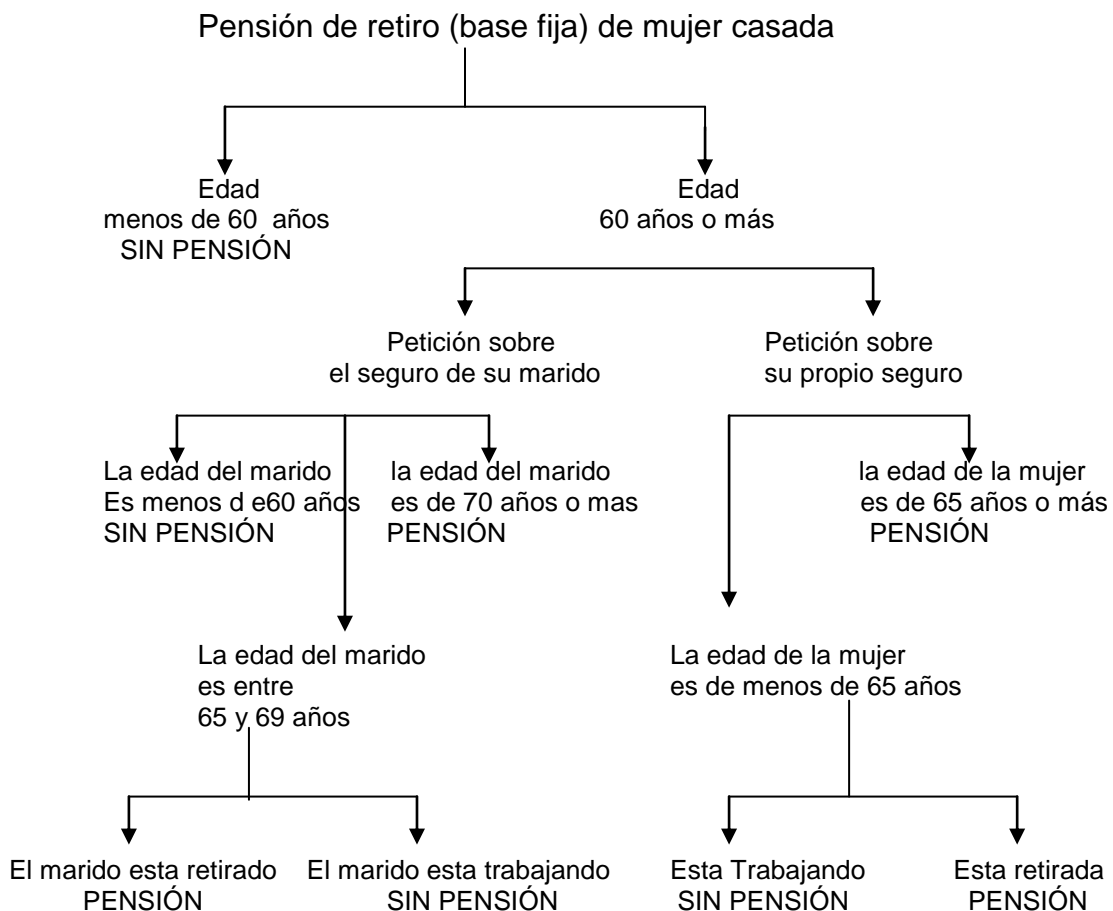 Pensión de retiro (base fija) de mujer casada
Edad
menos de 60 años
SIN PENSIÓN
Edad
60 años o más
Petición sobre
el seguro de su marido
Petición sobre
su propio seguro
La edad del marido
Es menos d e60 años
SIN PENSIÓN
la edad del marido
es de 70 años o mas
PENSIÓN
la edad de la mujer
es de 65 años o más
PENSIÓN
La edad del marido
es entre
65 y 69 años
La edad de la mujer
es de menos de 65 años
El marido esta retirado
PENSIÓN
El marido esta trabajando
SIN PENSIÓN
Esta Trabajando
SIN PENSIÓN
Esta retirada
PENSIÓN